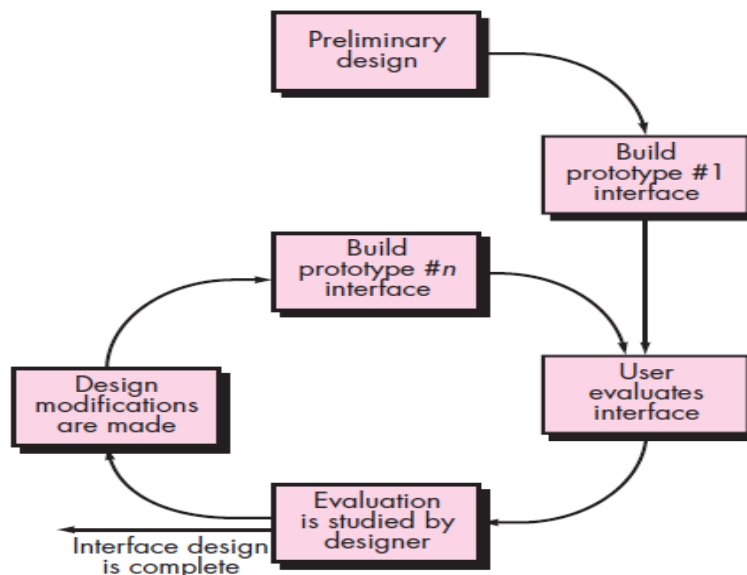 Preliminary
design
Build
prototype #1
interface
Build
prototype #n
interface
User
evaluates
interface
Design
modifications
are made
Evaluation
is studied by
designer
Interface design
is complete